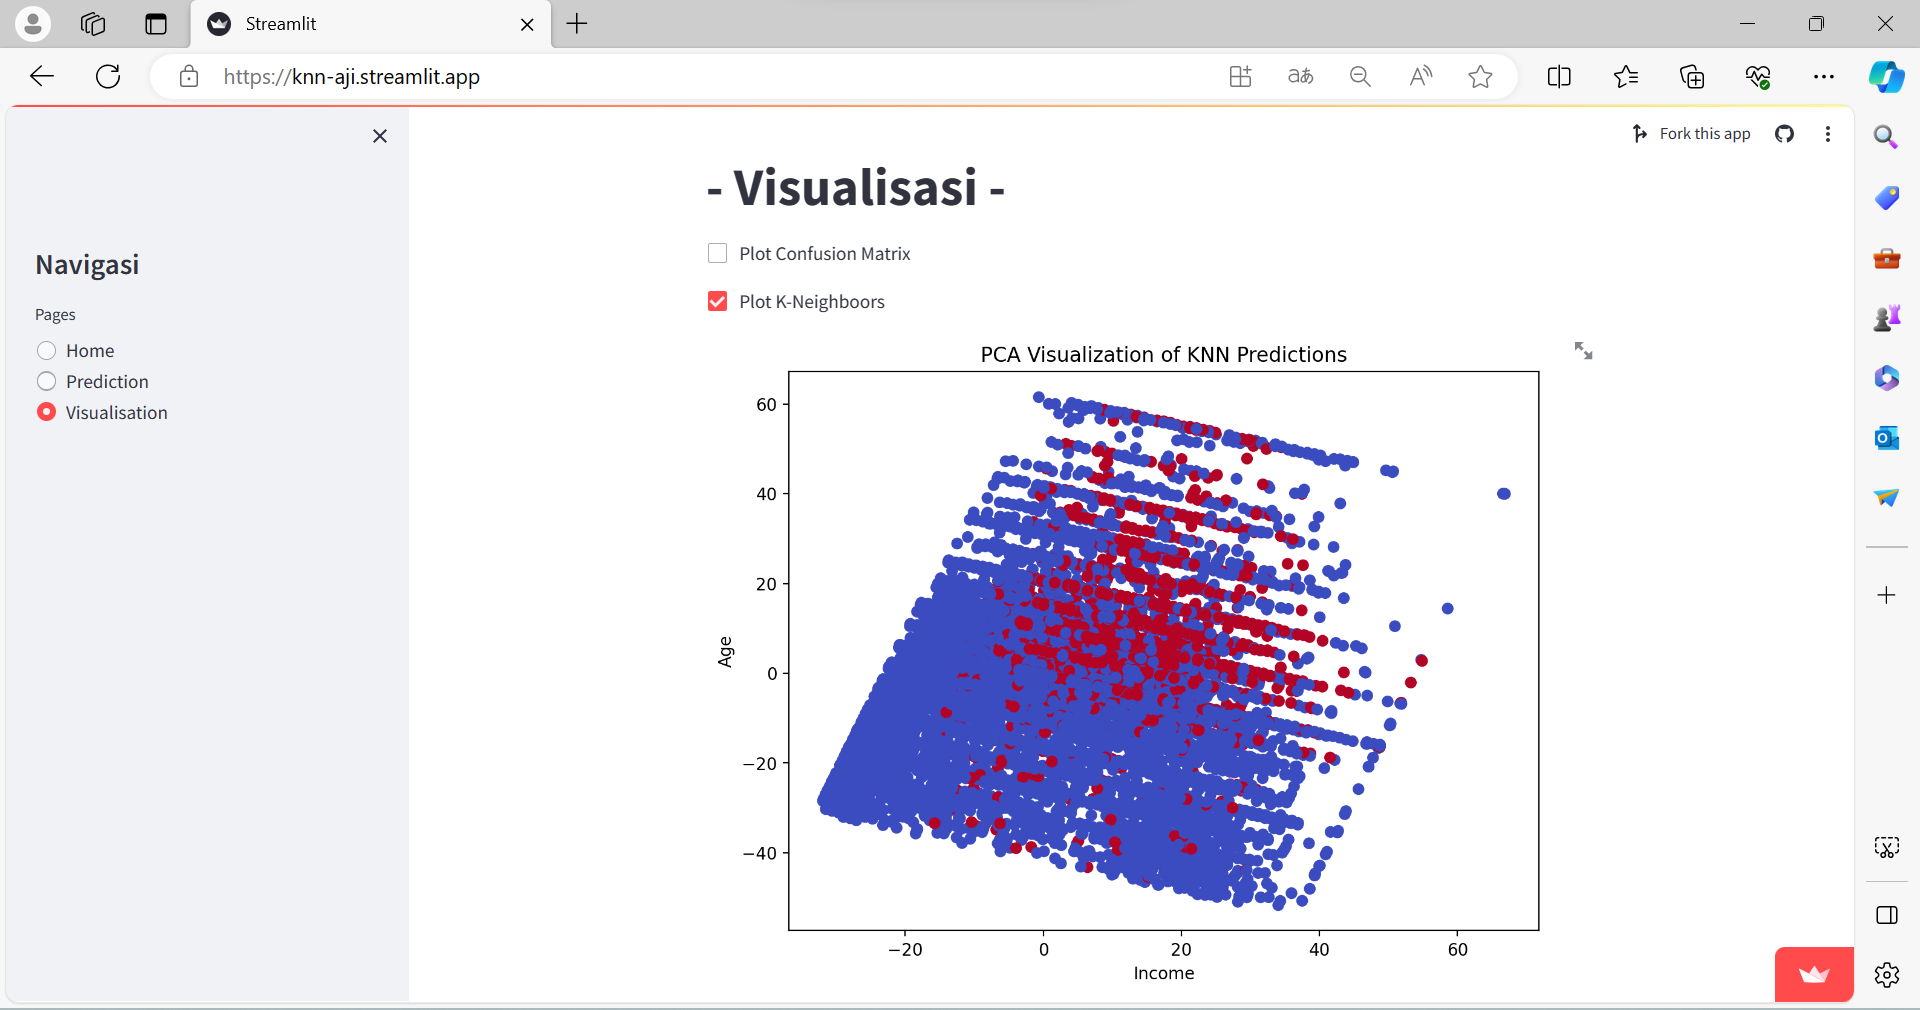 Streamlit
https://knn-aji.streamlit.app
Fork this app
Navigasi
Pages
Home
Prediction
Visualisation
- Visualisasi -
Plot Confusion Matrix
Plot K-Neighboors
PCA Visualization of KNN Predictions
60
40
20
0
−20
−40
Age
−20 0 20 40 60
Income